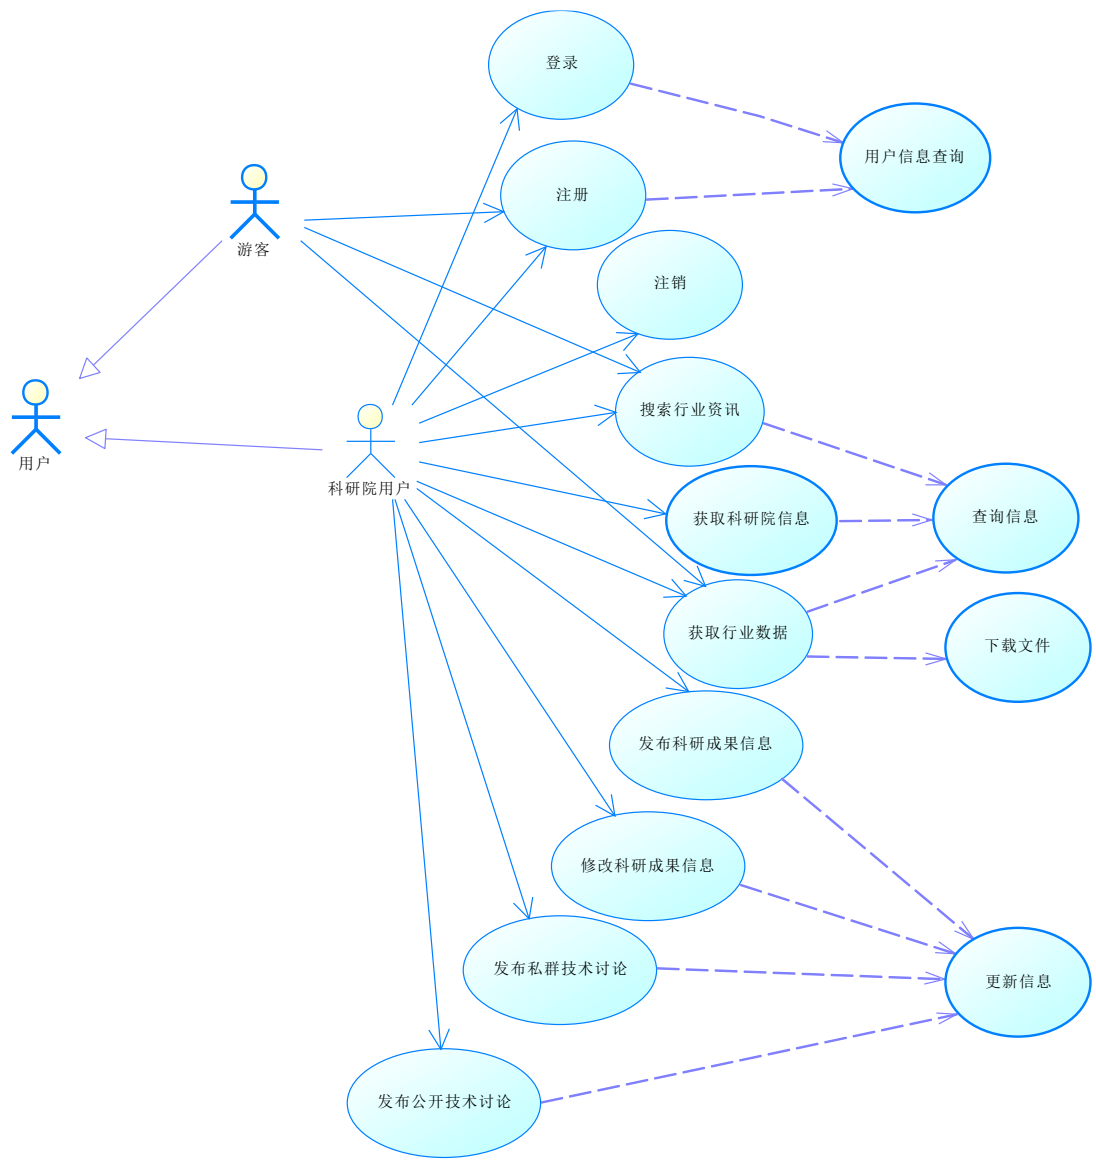 登录
用户信息查询
注册
游客
注销
搜索行业资讯
用户
科研院用户
获取科研院信息
查询信息
获取行业数据
下载文件
发布科研成果信息
修改科研成果信息
发布私群技术讨论
更新信息
发布公开技术讨论